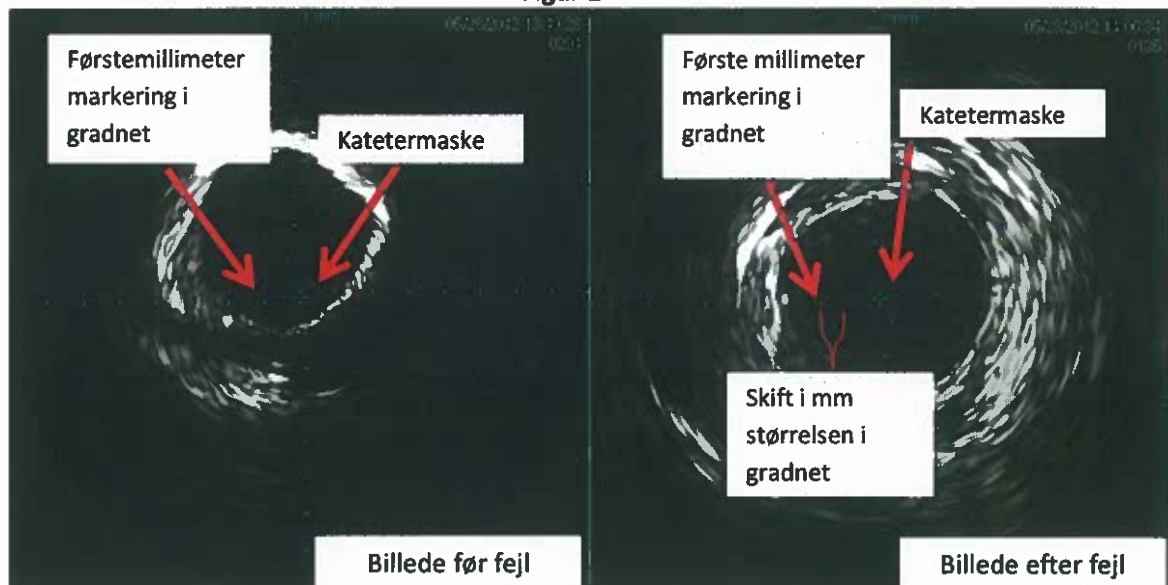 Førstemillimeter
markering i
gradnet
Katetermaske
Billede før fejl
Første millimeter
markering i
gradnet
Katetermaske
Skift i mm
størrelsen i
gradnet
Billede efter fejl